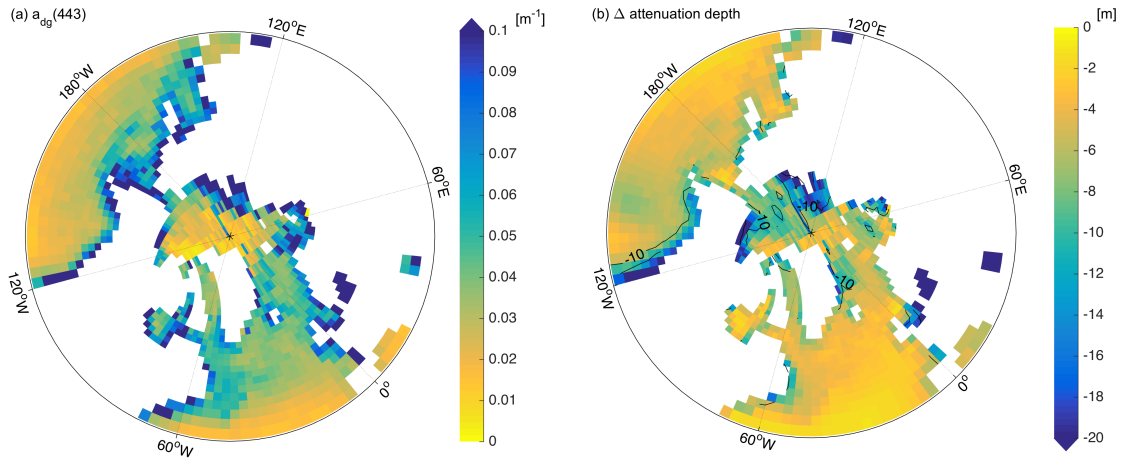 (a) a_dg(443)
[m⁻¹]
120°E
180°W
60°E
120°W
0°
60°W
0.1
0.09
0.08
0.07
0.06
0.05
0.04
0.03
0.02
0.01
0
(b) Δ attenuation depth
[m]
120°E
180°W
60°E
-10
-10
-10
-10
120°W
0°
60°W
0
-2
-4
-6
-8
-10
-12
-14
-16
-18
-20